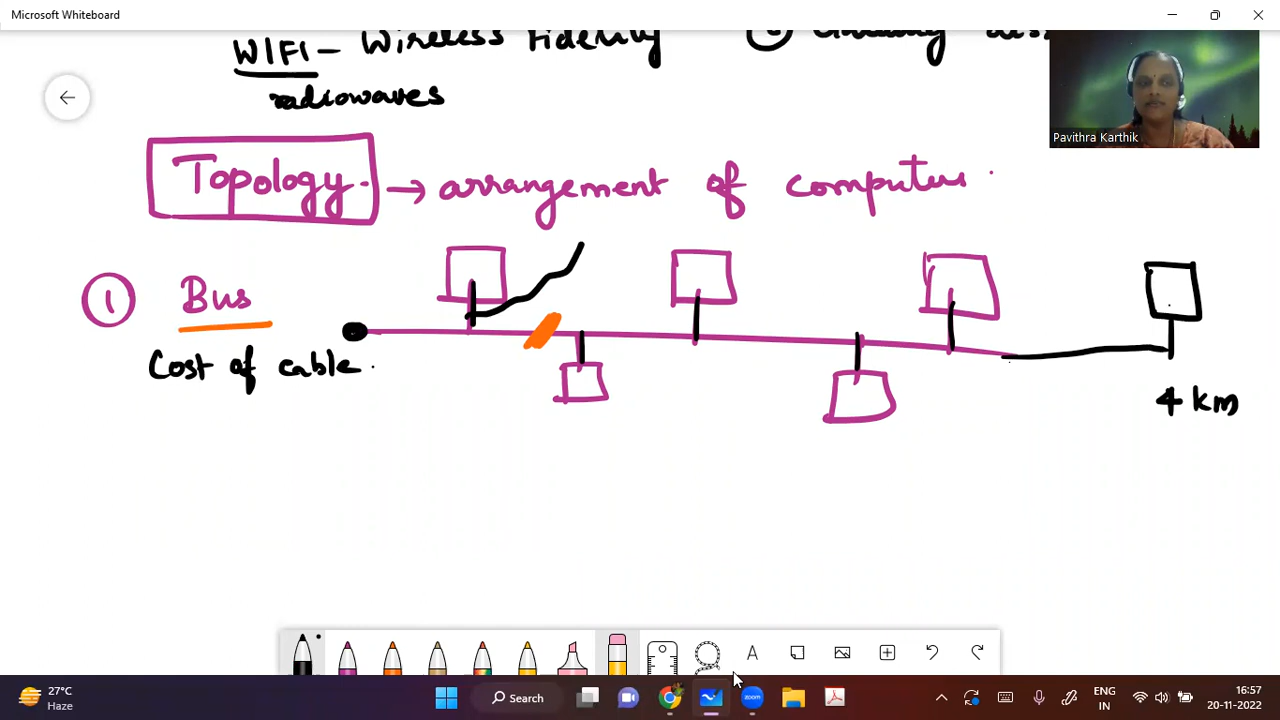 Microsoft Whiteboard
WIFI - Wireless Fidelity
radiowaves
Pavithra Karthik
Topology. → arrangement of computers.
1 Bus
Cost of cable.
4 km
A
27°C
Haze
Search
zoom
ENG
IN
16:57
20-11-2022